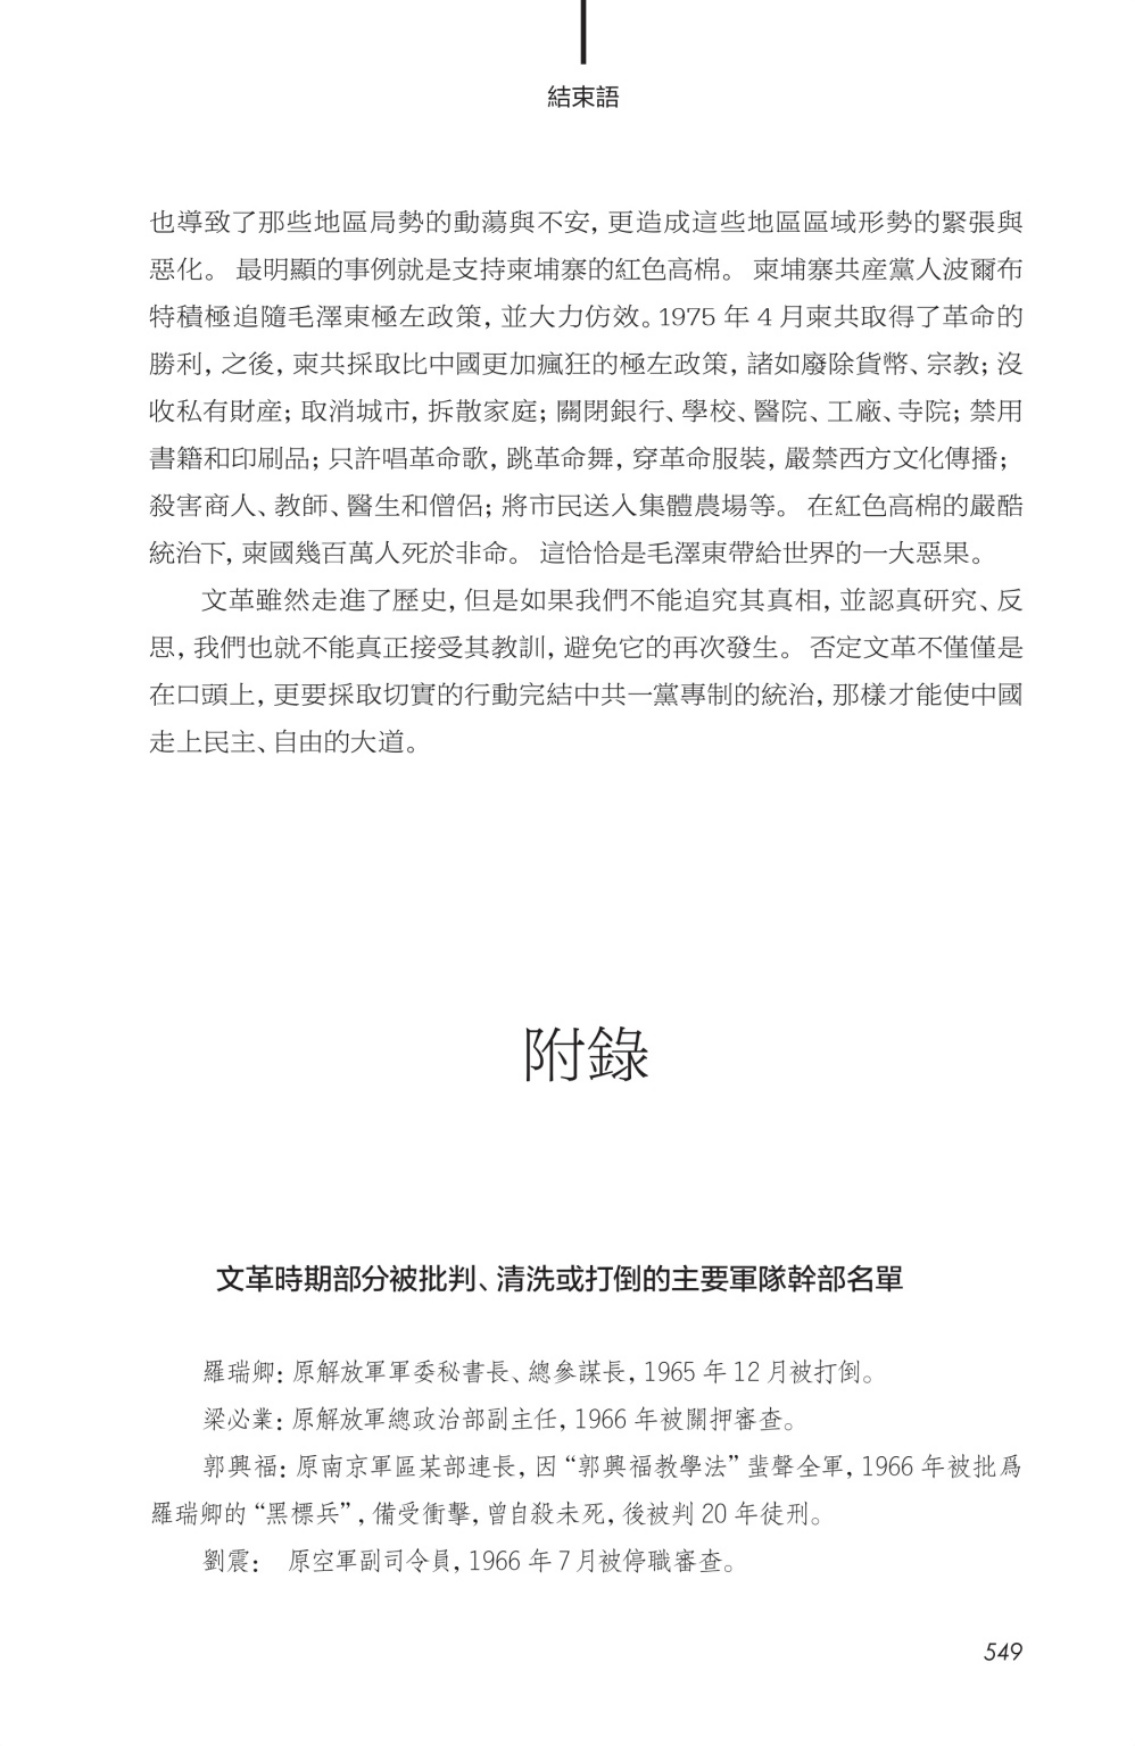 結束語
也導致了那些地區局勢的動蕩與不安，更造成這些地區區域形勢的緊張與
惡化。 最明顯的事例就是支持柬埔寨的紅色高棉。 柬埔寨共産黨人波爾布
特積極追隨毛澤東極左政策，並大力仿效。1975 年 4 月柬共取得了革命的
勝利，之後，柬共採取比中國更加瘋狂的極左政策，諸如廢除貨幣、宗教；沒
收私有財産；取消城市，拆散家庭；關閉銀行、學校、醫院、工廠、寺院；禁用
書籍和印刷品；只許唱革命歌，跳革命舞，穿革命服裝，嚴禁西方文化傳播；
殺害商人、教師、醫生和僧侶；將市民送入集體農場等。 在紅色高棉的嚴酷
統治下，柬國幾百萬人死於非命。 這恰恰是毛澤東帶給世界的一大惡果。
文革雖然走進了歷史，但是如果我們不能追究其真相，並認真研究、反
思，我們也就不能真正接受其教訓，避免它的再次發生。 否定文革不僅僅是
在口頭上，更要採取切實的行動完結中共一黨專制的統治，那樣才能使中國
走上民主、自由的大道。
附錄
文革時期部分被批判、清洗或打倒的主要軍隊幹部名單
羅瑞卿：原解放軍軍委秘書長、總參謀長，1965 年 12 月被打倒。
梁必業：原解放軍總政治部副主任，1966 年被關押審查。
郭興福：原南京軍區某部連長，因“郭興福教學法”蜚聲全軍，1966 年被批爲
羅瑞卿的“黑標兵”，備受衝擊，曾自殺未死，後被判 20 年徒刑。
劉震： 原空軍副司令員，1966 年 7 月被停職審查。
549